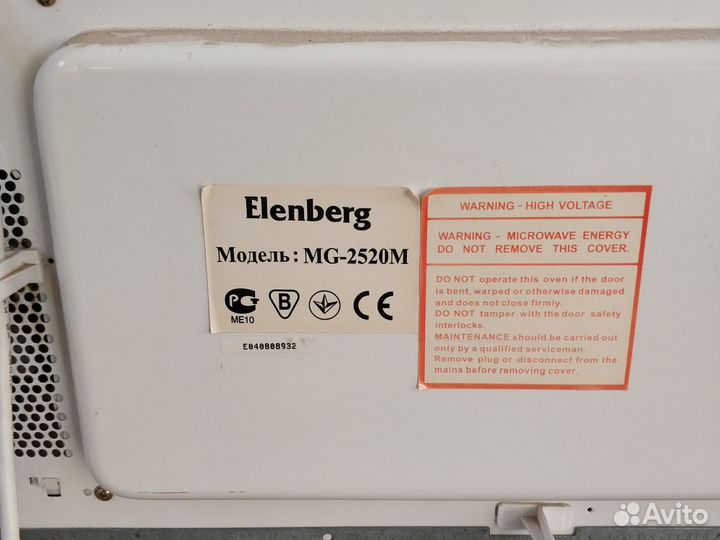 Elenberg
Модель: MG-2520M
РСТ B CE
ME10
E040808932
WARNING - HIGH VOLTAGE
WARNING - MICROWAVE ENERGY
DO NOT REMOVE THIS COVER.
DO NOT operate this oven if the door
is bent, warped or otherwise damaged
and does not close firmly.
DO NOT tamper with the door safety
interlocks.
MAINTENANCE should be carried out
only by a qualified serviceman.
Remove plug or disconnect from the
mains before removing cover.
Avito